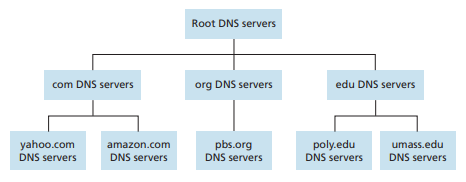 Root DNS servers
com DNS servers
org DNS servers
edu DNS servers
yahoo.com
DNS servers
amazon.com
DNS servers
pbs.org
DNS servers
poly.edu
DNS servers
umass.edu
DNS servers